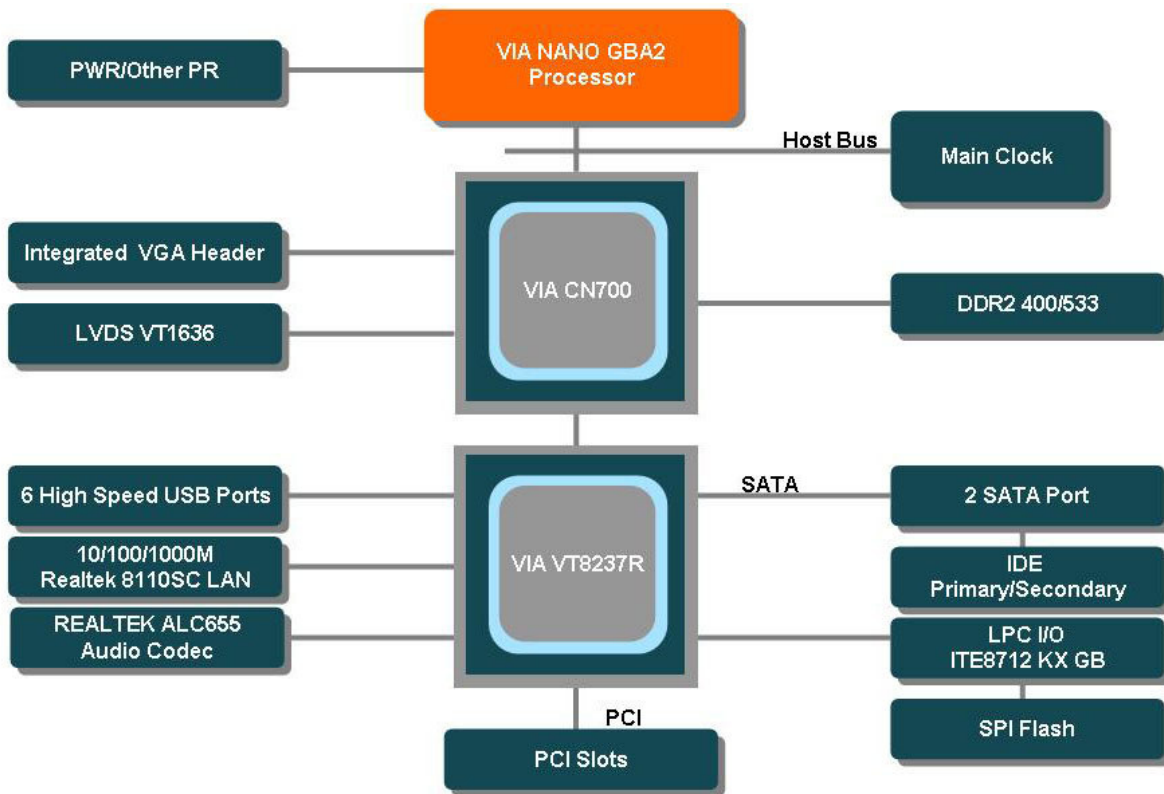 VIA NANO GBA2
Processor
PWR/Other PR
Host Bus
Main Clock
Integrated VGA Header
VIA CN700
DDR2 400/533
LVDS VT1636
6 High Speed USB Ports
SATA
2 SATA Port
10/100/1000M
Realtek 8110SC LAN
VIA VT8237R
IDE
Primary/Secondary
REALTEK ALC655
Audio Codec
LPC I/O
ITE8712 KX GB
PCI
PCI Slots
SPI Flash